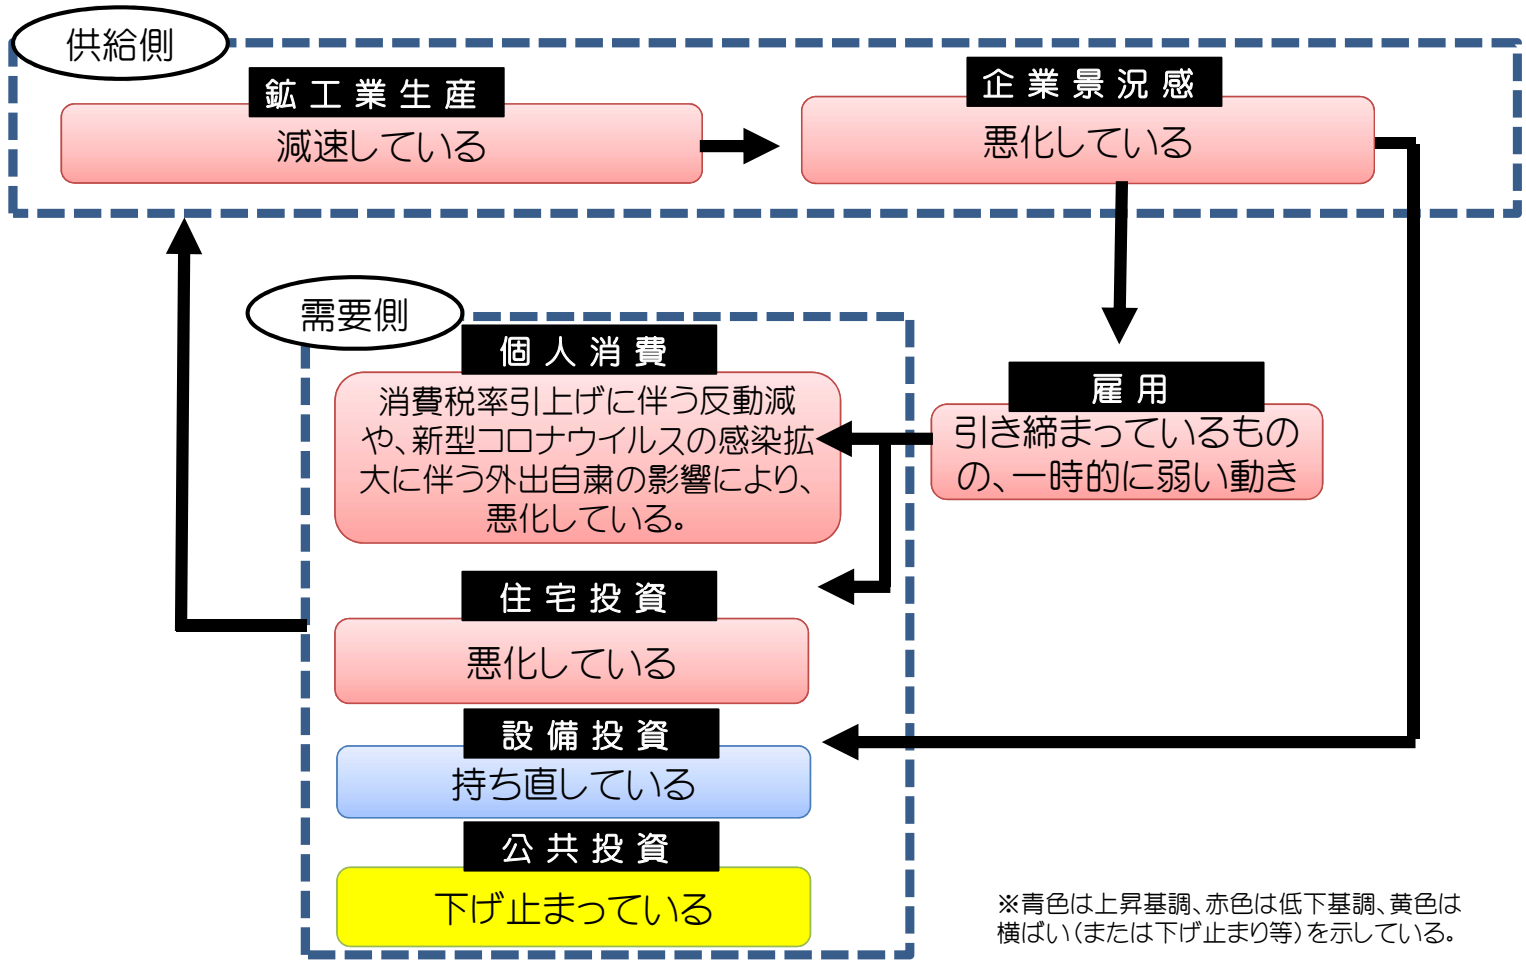 供給側
鉱工業生産
減速している
企業景況感
悪化している
需要側
個人消費
消費税率引上げに伴う反動減
や、新型コロナウイルスの感染拡
大に伴う外出自粛の影響により、
悪化している。
雇用
引き締まっているもの
の、一時的に弱い動き
住宅投資
悪化している
設備投資
持ち直している
公共投資
下げ止まっている
※青色は上昇基調、赤色は低下基調、黄色は
横ばい(または下げ止まり等)を示している。